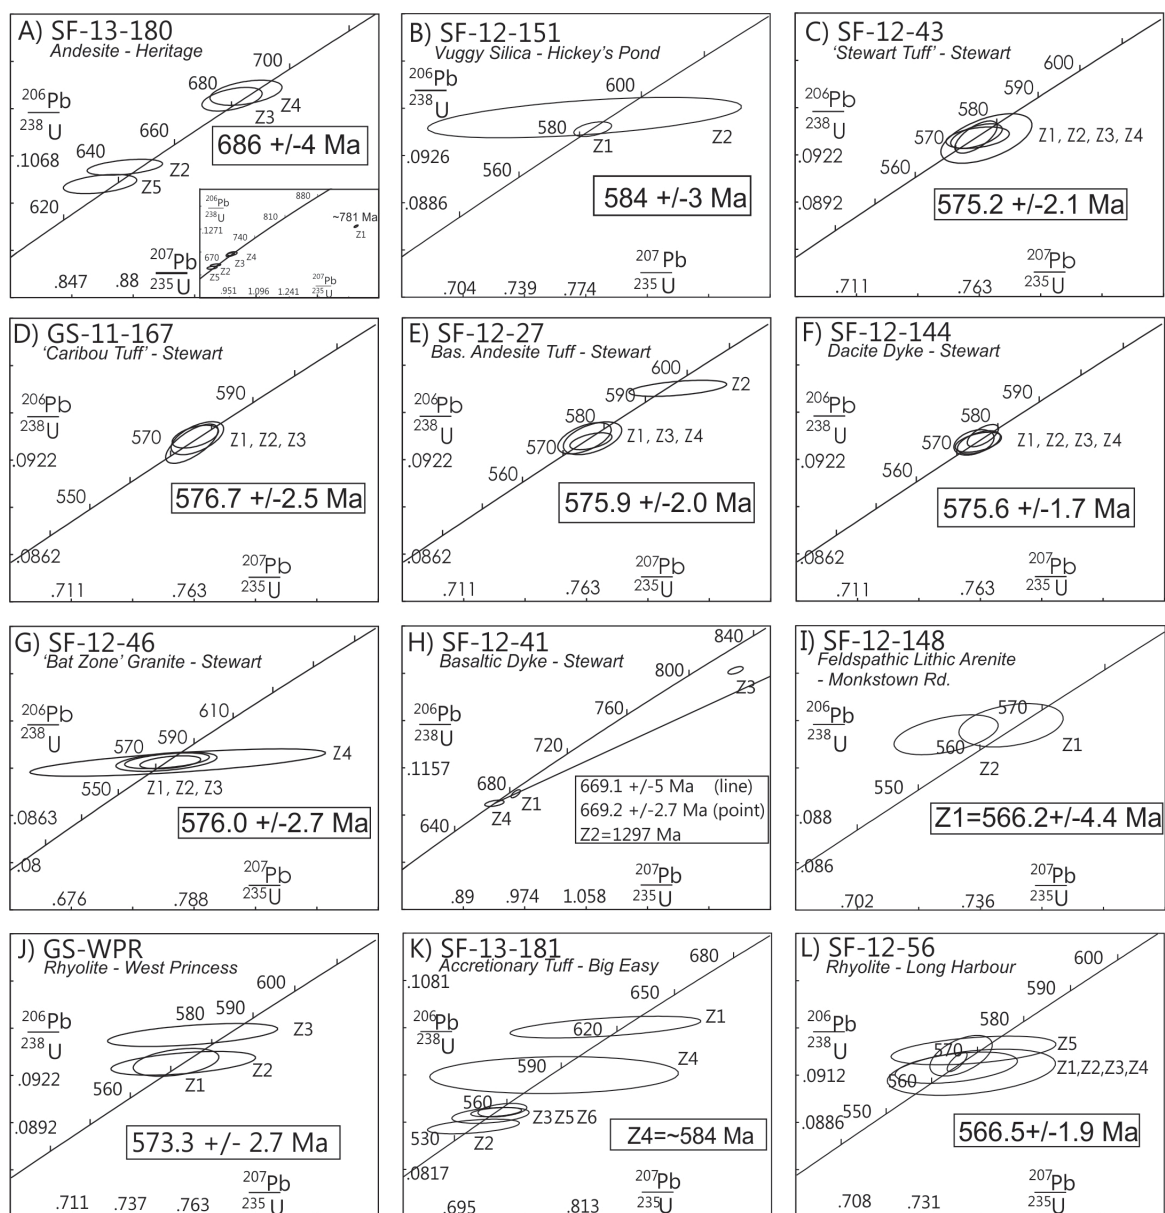 A) SF-13-180
Andesite - Heritage
700
680
206Pb
238U
Z4
Z3
660
686 +/-4 Ma
640
.1068
Z2
Z5
620
880
206Pb
238U
810
~781 Ma
.1271
Z1
740
670
Z4
Z3
Z2
Z5
207Pb
235U
.951 1.096 1.241
207Pb
235U
.847 .88
B) SF-12-151
Vuggy Silica - Hickey's Pond
206Pb
238U
600
580
Z2
Z1
.0926
560
584 +/-3 Ma
.0886
207Pb
235U
.704 .739 .774
C) SF-12-43
'Stewart Tuff' - Stewart
600
206Pb
238U
590
580
570
Z1, Z2, Z3, Z4
.0922
560
575.2 +/-2.1 Ma
.0892
207Pb
235U
.711 .763
D) GS-11-167
'Caribou Tuff' - Stewart
590
206Pb
238U
570
Z1, Z2, Z3
.0922
550
576.7 +/-2.5 Ma
.0862
207Pb
235U
.711 .763
E) SF-12-27
Bas. Andesite Tuff - Stewart
600
Z2
590
206Pb
238U
580
570
Z1, Z3, Z4
.0922
560
575.9 +/-2.0 Ma
.0862
207Pb
235U
.711 .763
F) SF-12-144
Dacite Dyke - Stewart
590
206Pb
238U
580
570
Z1, Z2, Z3, Z4
.0922
560
575.6 +/-1.7 Ma
.0862
207Pb
235U
.711 .763
G) SF-12-46
'Bat Zone' Granite - Stewart
610
206Pb
238U
590
570
Z4
550
Z1, Z2, Z3
.0863
576.0 +/-2.7 Ma
.08
207Pb
235U
.676 .788
H) SF-12-41
Basaltic Dyke - Stewart
840
800
Z3
760
206Pb
238U
720
.1157
680
Z1
Z4
640
669.1 +/-5 Ma (line)
669.2 +/-2.7 Ma (point)
Z2=1297 Ma
207Pb
235U
.89 .974 1.058
I) SF-12-148
Feldspathic Lithic Arenite
- Monkstown Rd.
570
206Pb
238U
Z1
560
Z2
550
.088
Z1=566.2+/-4.4 Ma
.086
207Pb
235U
.702 .736
J) GS-WPR
Rhyolite - West Princess
600
590
580
206Pb
238U
Z3
Z2
Z1
.0922
560
.0892
573.3 +/- 2.7 Ma
207Pb
235U
.711 .737 .763
K) SF-13-181
Accretionary Tuff - Big Easy
680
.1081
650
206Pb
238U
620
Z1
590
Z4
560
Z3 Z5 Z6
530
Z2
Z4=~584 Ma
.0817
207Pb
235U
.695 .813
L) SF-12-56
Rhyolite - Long Harbour
600
590
206Pb
238U
580
570
Z5
Z1,Z2,Z3,Z4
.0912
560
550
.0886
566.5+/-1.9 Ma
207Pb
235U
.708 .731